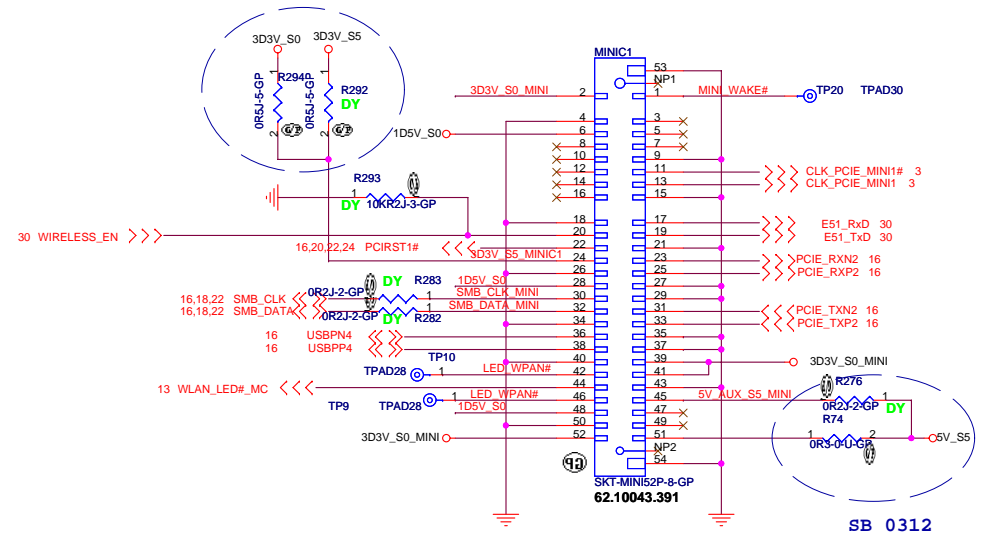 3D3V_S0
3D3V_S5
1
1
0R5J-5-GP
R294
0R5J-5-GP
R292
DY
2
2
MINIC1
53
NP1
3D3V_S0_MINI
2
1
MINI_WAKE#
TP20
TPAD30
4
3
1D5V_S0
6
5
8
7
10
9
12
11
CLK_PCIE_MINI1# 3
14
13
CLK_PCIE_MINI1 3
16
15
R293
1
2
DY
10KR2J-3-GP
18
17
E51_RxD 30
30 WIRELESS_EN
20
19
E51_TxD 30
16,20,22,24 PCIRST1#
22
21
3D3V_S5_MINIC1
24
23
PCIE_RXN2 16
26
25
PCIE_RXP2 16
DY
R283
1D5V_S0
28
27
0R2J-2-GP
1
SMB_CLK_MINI
16,18,22 SMB_CLK
30
29
SMB_DATA_MINI
16,18,22 SMB_DATA
1
32
31
PCIE_TXN2 16
0R2J-2-GP
DY
R282
34
33
PCIE_TXP2 16
16 USBPN4
36
35
16 USBPP4
38
37
TP10
40
39
3D3V_S0_MINI
TPAD28
1
LED_WPAN#
42
41
13 WLAN_LED#_MC
44
43
TP9
TPAD28
1
LED_WPAN#
46
45
5V_AUX_S5_MINI
1D5V_S0
48
47
50
49
3D3V_S0_MINI
52
51
NP2
54
R276
1
0R2J-2-GP
DY
R74
1
2
5V_S5
0R3-0-U-GP
GP
SKT-MINI52P-8-GP
62.10043.391
SB 0312